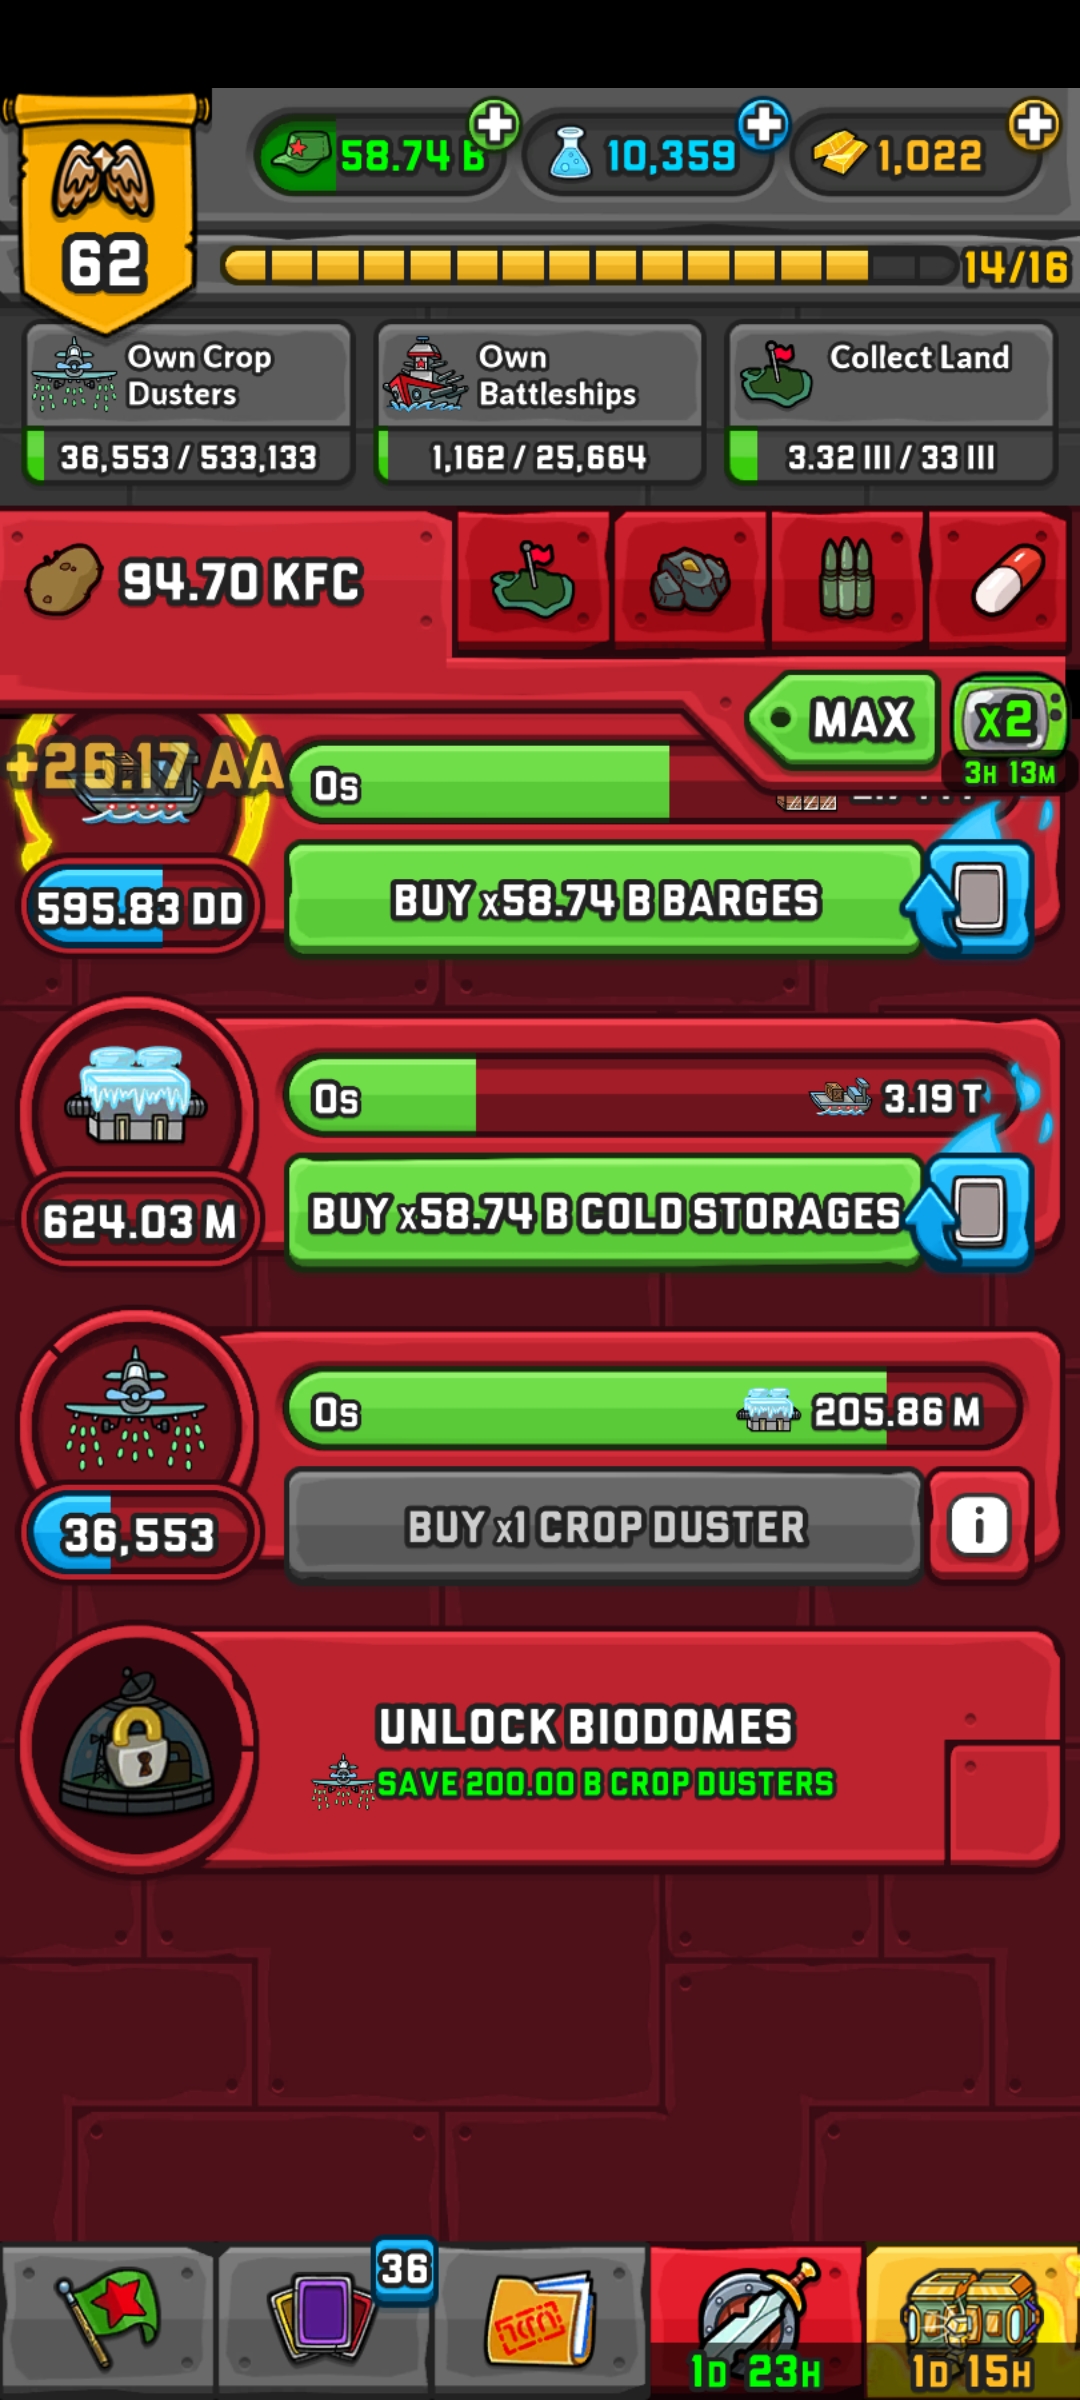 58.74 B
10,359
1,022
62
14/16
Own Crop
Dusters
Own
Battleships
Collect Land
36,553 / 533,133
1,162 / 25,664
3.32 III / 33 III
94.70 KFC
MAX
x2
3H 13M
+26.17 AA
0s
595.83 DD
BUY x58.74 B BARGES
0s
3.19 T
624.03 M
BUY x58.74 B COLD STORAGES
0s
205.86 M
36,553
BUY x1 CROP DUSTER
i
UNLOCK BIODOMES
SAVE 200.00 B CROP DUSTERS
36
1D 23H
1D 15H